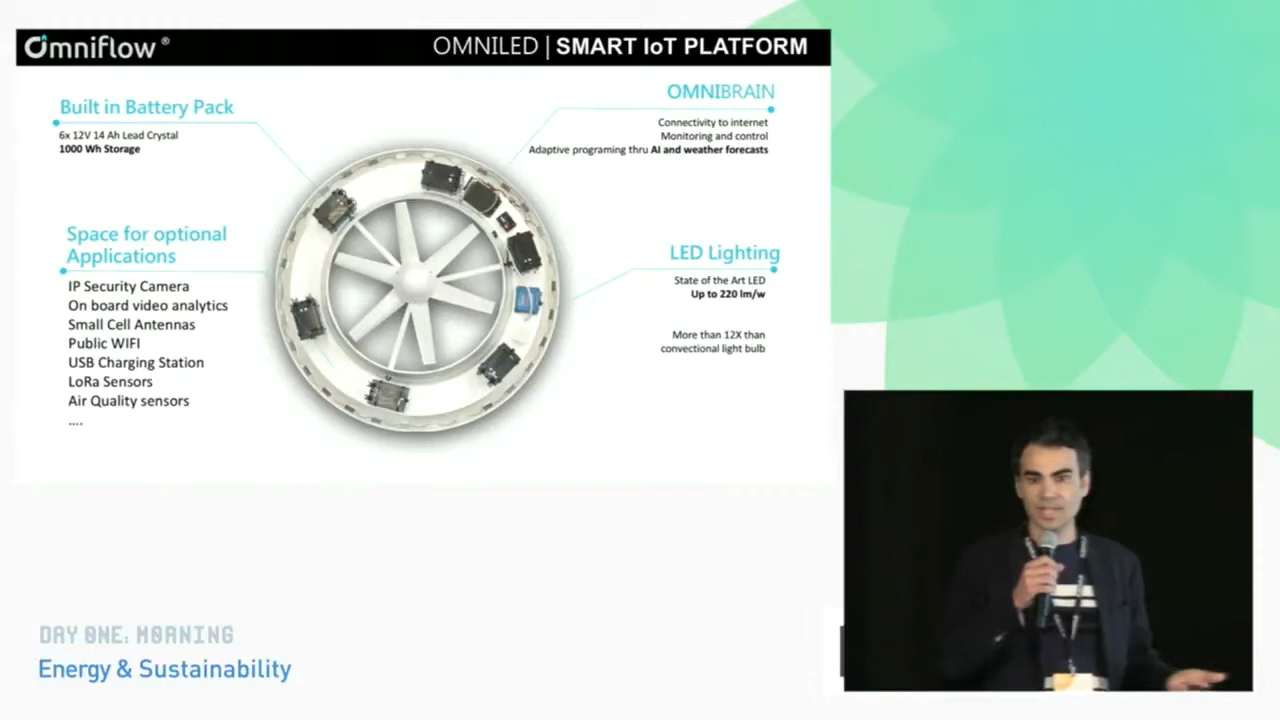 Omniflow ®
OMNILED | SMART IoT PLATFORM
Built in Battery Pack
6x 12V 14 Ah Lead Crystal
1000 Wh Storage
Space for optional
Applications
IP Security Camera
On board video analytics
Small Cell Antennas
Public WIFI
USB Charging Station
LoRa Sensors
Air Quality sensors
....
OMNIBRAIN
Connectivity to internet
Monitoring and control
Adaptive programing thru AI and weather forecasts
LED Lighting
State of the Art LED
Up to 220 lm/w
More than 12X than
convectional light bulb
DAY ONE, MORNING
Energy & Sustainability